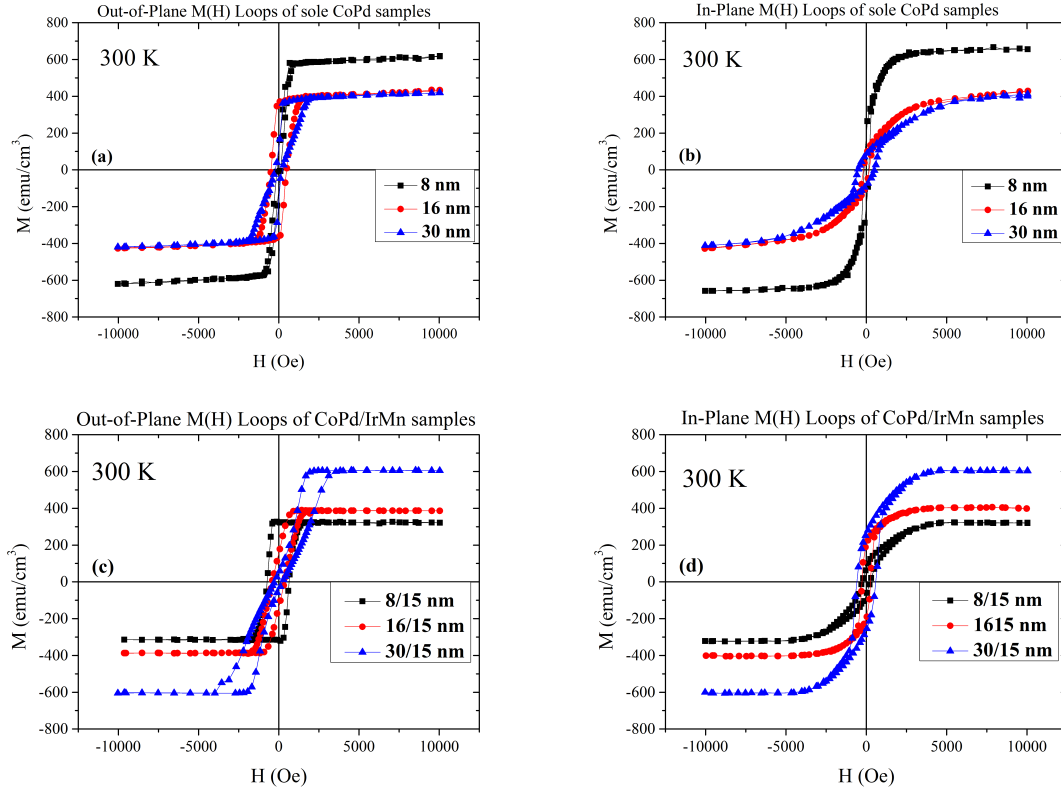 Out-of-Plane M(H) Loops of sole CoPd samples
300 K
(a)
8 nm
16 nm
30 nm
M (emu/cm³)
800
600
400
200
0
-200
-400
-600
-800
-10000 -5000 0 5000 10000
H (Oe)
In-Plane M(H) Loops of sole CoPd samples
300 K
(b)
8 nm
16 nm
30 nm
M (emu/cm³)
800
600
400
200
0
-200
-400
-600
-800
-10000 -5000 0 5000 10000
H (Oe)
Out-of-Plane M(H) Loops of CoPd/IrMn samples
300 K
(c)
8/15 nm
16/15 nm
30/15 nm
M (emu/cm³)
800
600
400
200
0
-200
-400
-600
-800
-10000 -5000 0 5000 10000
H (Oe)
In-Plane M(H) Loops of CoPd/IrMn samples
300 K
(d)
8/15 nm
1615 nm
30/15 nm
M (emu/cm³)
800
600
400
200
0
-200
-400
-600
-800
-10000 -5000 0 5000 10000
H (Oe)